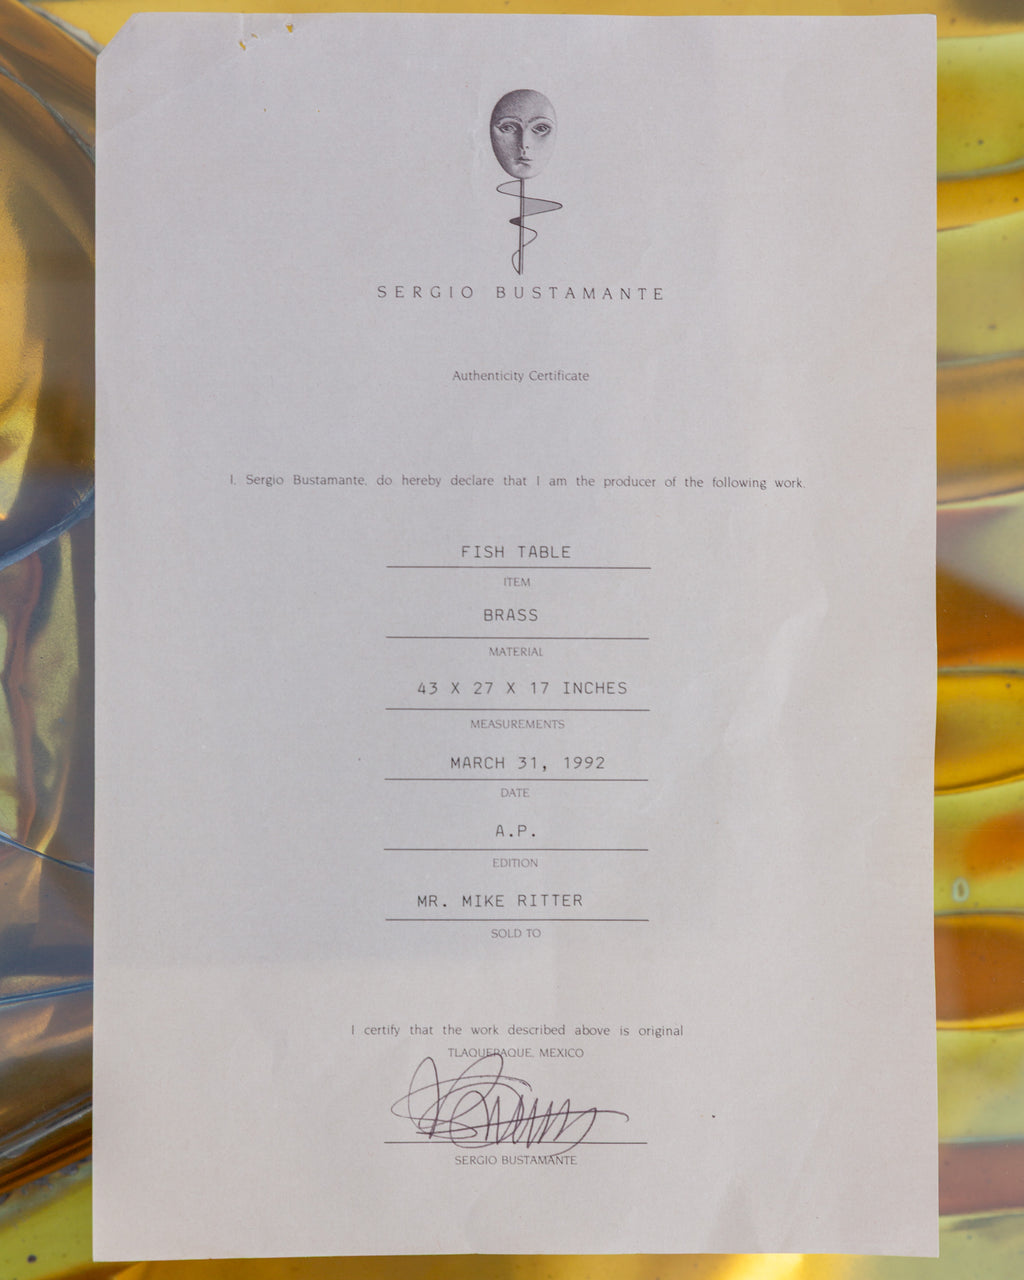 SERGIO BUSTAMANTE
Authenticity Certificate
I, Sergio Bustamante, do hereby declare that I am the producer of the following work.
FISH TABLE
ITEM
BRASS
MATERIAL
43 X 27 X 17 INCHES
MEASUREMENTS
MARCH 31, 1992
DATE
A.P.
EDITION
MR. MIKE RITTER
SOLD TO
I certify that the work described above is original
TLAQUEPAQUE, MEXICO
SERGIO BUSTAMANTE